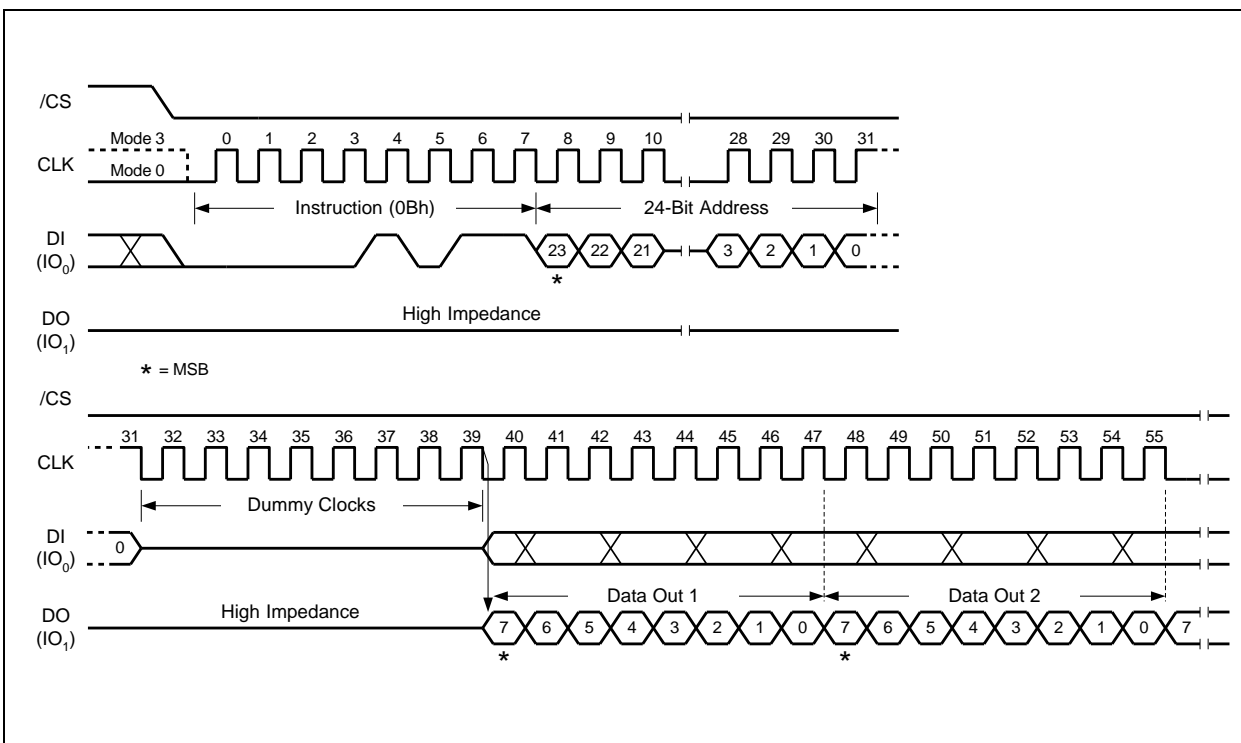 /CS
Mode 3 0 1 2 3 4 5 6 7 8 9 10 28 29 30 31
CLK
Mode 0
Instruction (0Bh) 24-Bit Address
DI
(IO0)
23 22 21 3 2 1 0
*
High Impedance
DO
(IO1)
* = MSB
/CS
31 32 33 34 35 36 37 38 39 40 41 42 43 44 45 46 47 48 49 50 51 52 53 54 55
CLK
Dummy Clocks
DI
(IO0)
0
Data Out 1 Data Out 2
High Impedance
DO
(IO1)
7 6 5 4 3 2 1 0 7 6 5 4 3 2 1 0 7
* *